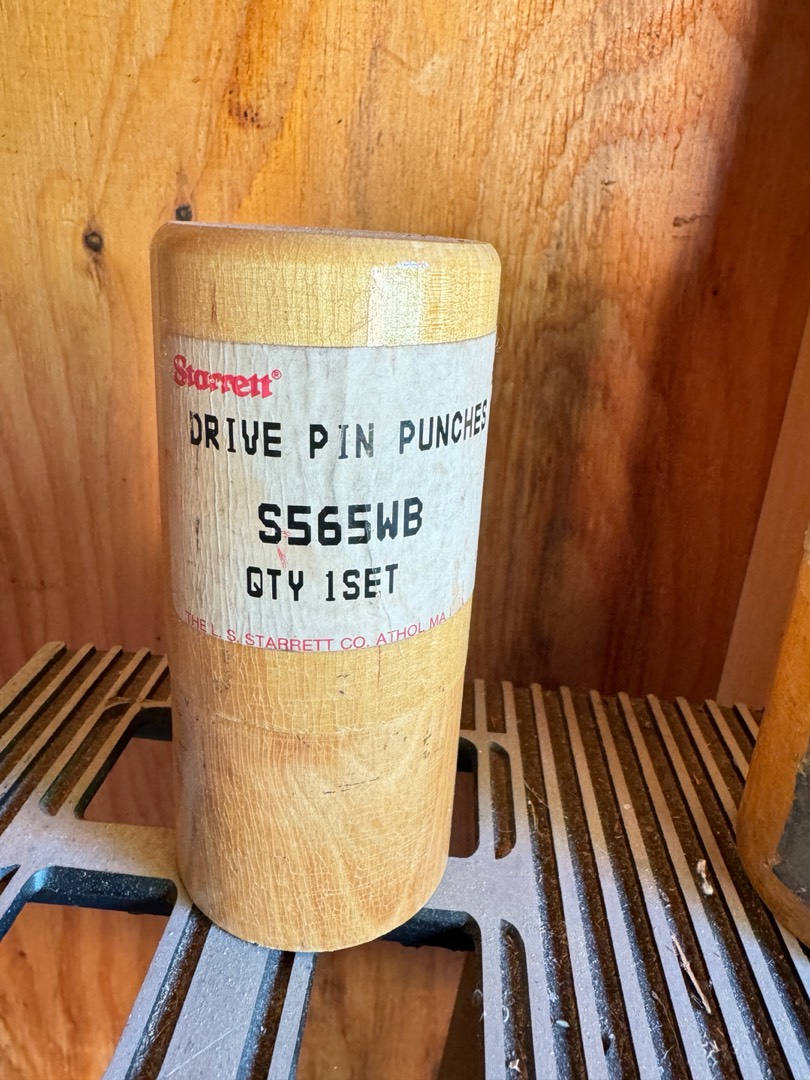 Starrett®
DRIVE PIN PUNCHES
S565WB
QTY 1SET
THE L. S. STARRETT CO. ATHOL MA